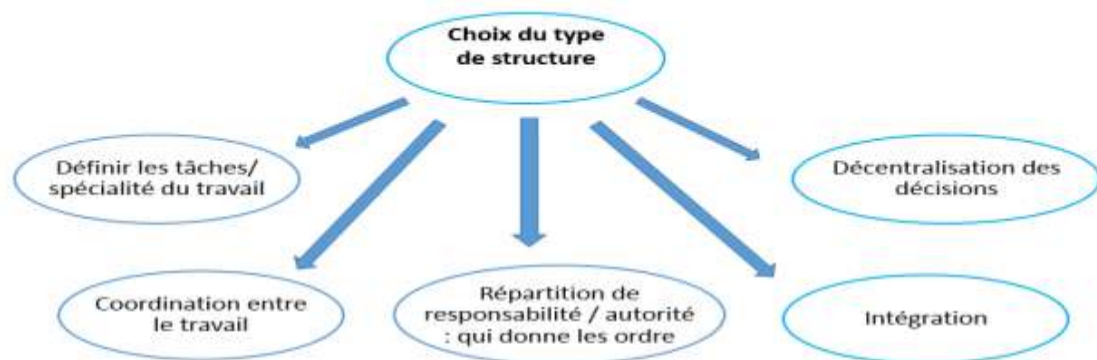 Choix du type
de structure
Définir les tâches/
spécialité du travail
Décentralisation des
décisions
Coordination entre
le travail
Répartition de
responsabilité / autorité
: qui donne les ordre
Intégration